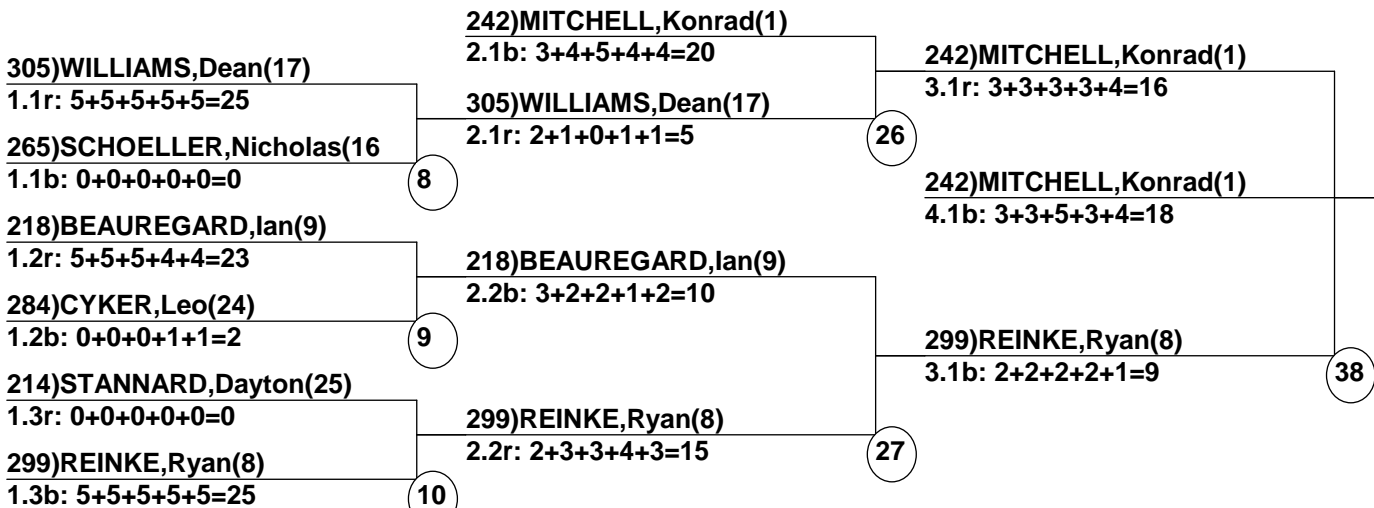 242)MITCHELL,Konrad(1)
2.1b: 3+4+5+4+4=20
305)WILLIAMS,Dean(17)
1.1r: 5+5+5+5+5=25
242)MITCHELL,Konrad(1)
3.1r: 3+3+3+3+4=16
305)WILLIAMS,Dean(17)
2.1r: 2+1+0+1+1=5
26
265)SCHOELLER,Nicholas(16
1.1b: 0+0+0+0+0=0
8
242)MITCHELL,Konrad(1)
4.1b: 3+3+5+3+4=18
218)BEAUREGARD,Ian(9)
1.2r: 5+5+5+4+4=23
218)BEAUREGARD,Ian(9)
2.2b: 3+2+2+1+2=10
284)CYKER,Leo(24)
1.2b: 0+0+0+1+1=2
9
299)REINKE,Ryan(8)
3.1b: 2+2+2+2+1=9
38
214)STANNARD,Dayton(25)
1.3r: 0+0+0+0+0=0
299)REINKE,Ryan(8)
2.2r: 2+3+3+4+3=15
27
299)REINKE,Ryan(8)
1.3b: 5+5+5+5+5=25
10